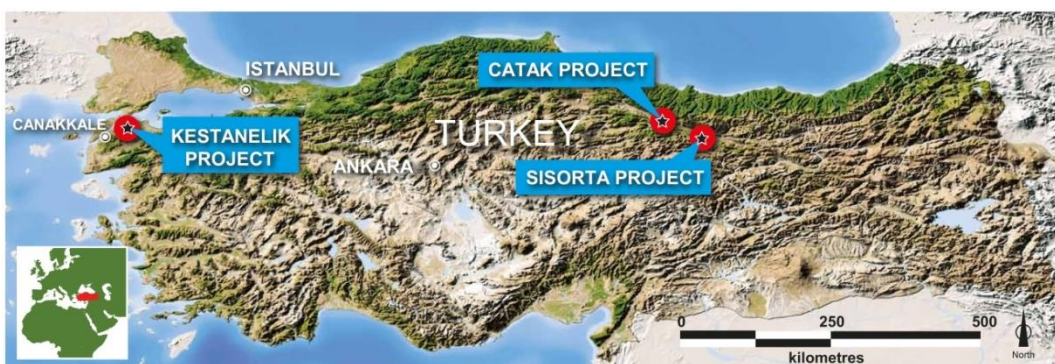 ISTANBUL
CATAK PROJECT
CANAKKALE
KESTANELIK
PROJECT
TURKEY
ANKARA
SISORTA PROJECT
0 250 500
kilometres
North